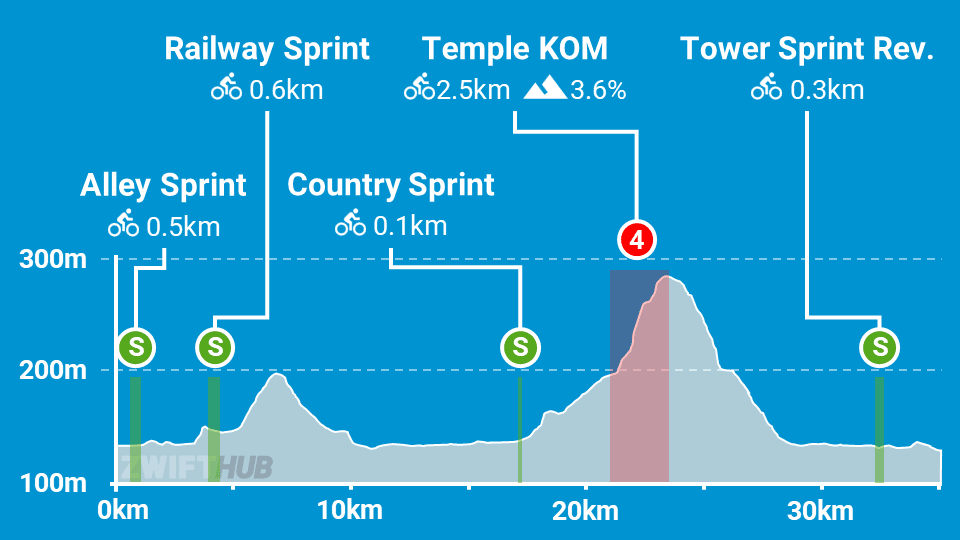 Railway Sprint
0.6km
Temple KOM
2.5km 3.6%
Tower Sprint Rev.
0.3km
Alley Sprint
0.5km
Country Sprint
0.1km
4
300m
S S S S
200m
ZWIFTHUB
100m
0km 10km 20km 30km